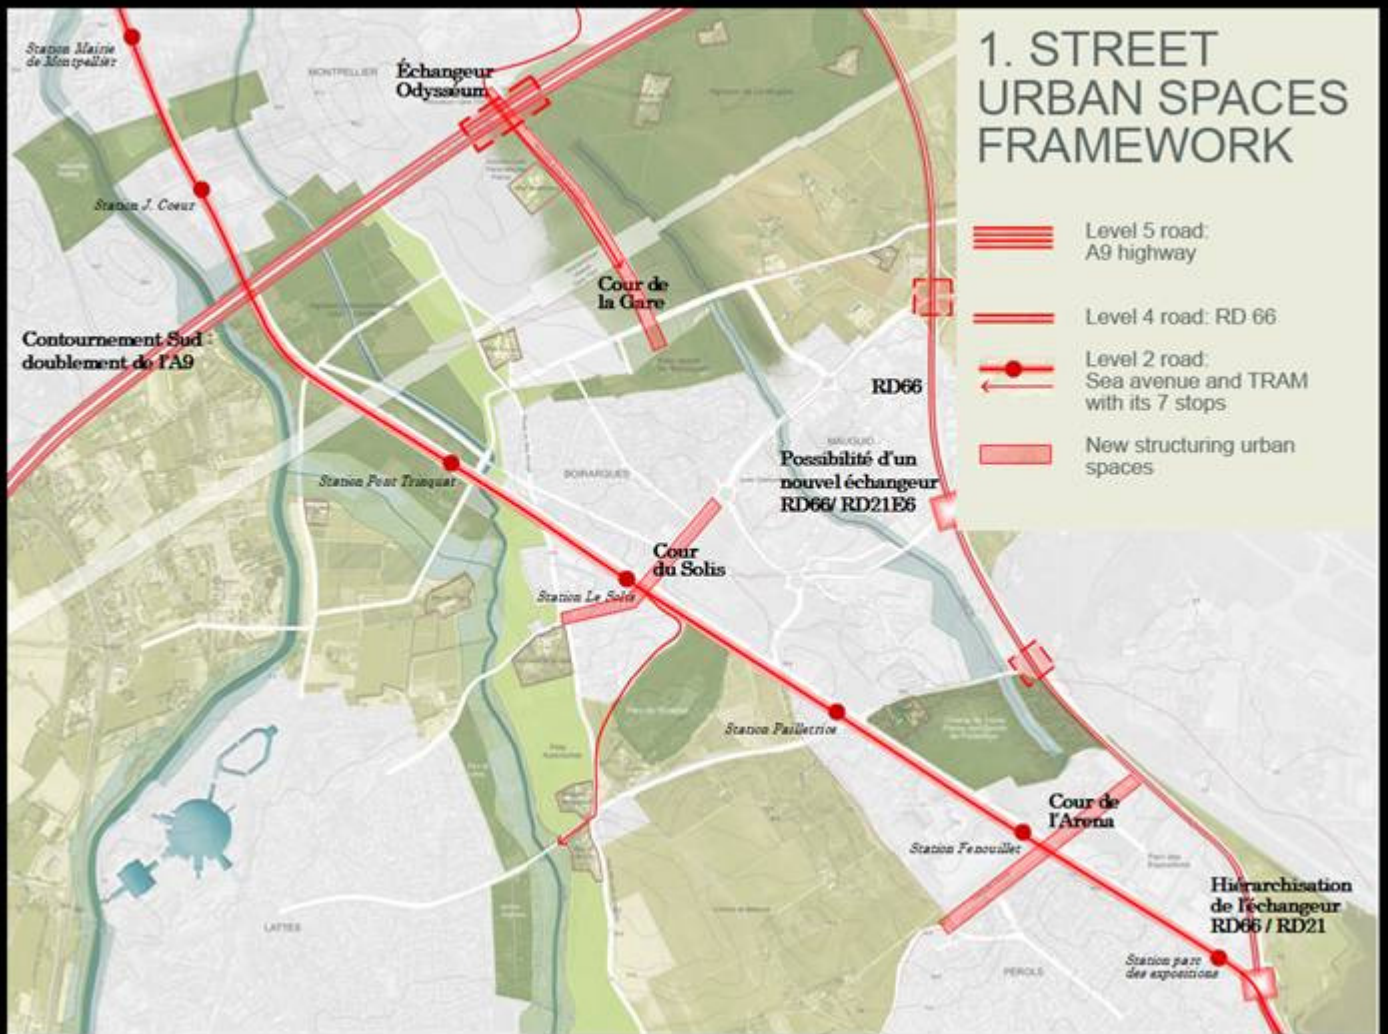 1. STREET
URBAN SPACES
FRAMEWORK
Level 5 road:
A9 highway
Level 4 road: RD 66
Level 2 road:
Sea avenue and TRAM
with its 7 stops
New structuring urban
spaces
Station Mairie
de Montpellier
MONTPELLIER
Échangeur
Odysséum
Station J. Coeur
Cour de
la Gare
Contournement Sud :
doublement de l'A9
RD66
MAUGUIO
Possibilité d'un
nouvel échangeur
RD66/ RD21E6
Station Pont Trinquat
BOIRARGUES
Cour
du Solis
Station Le Solis
Station Pailletrice
Cour de
l'Arena
Station Fenouillet
Parc des
Expositions
Hiérarchisation
de l'échangeur
RD66 / RD21
LATTES
Station parc
des expositions
PEROLS